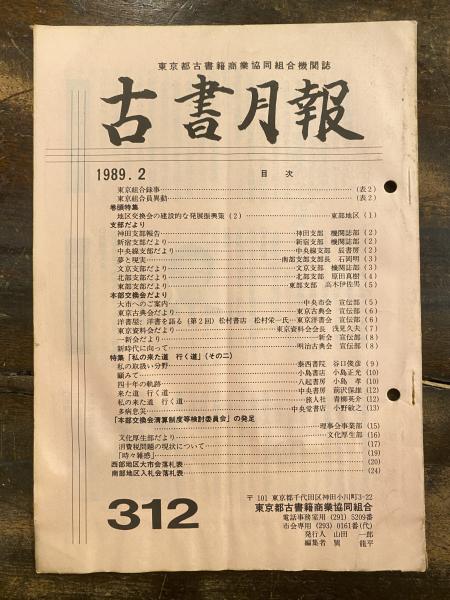 東京都古書籍商業協同組合機関誌
古書月報
1989.2 目次
東京組合録事 (表2)
東京組合員異動 (表2)
巻頭特集
地区交換会の建設的な発展振興策(2) 東部地区 (1)
支部だより
神田支部報告 神田支部 機関誌部 (2)
新宿支部だより 新宿支部 機関誌部 (2)
中央線支部だより 中央線支部 辰書房 (2)
夢と現実 南部支部支部長 石岡明 (3)
文京支部だより 文京支部 機関誌部 (3)
北部支部だより 北部支部 原田真樹 (4)
東部支部だより 東部支部 高木伊佐男 (5)
本部交換会だより
大市へのご案内 中央市会 宣伝部 (5)
東京古典会だより 東京古典会 宣伝部 (6)
洋書屋、洋書を語る(第2回)松村書店 松村栄一氏 東京洋書会 宣伝部 (6)
東京資料会だより 東京資料会会長 浅見久夫 (7)
一新会だより 一新会 宣伝部 (8)
新時代に向って 明治古典会 宣伝部 (8)
特集「私の来た道 行く道」(その二)
私の取扱い分野 泰西書院 谷口俊彦 (9)
顧みて 小島書店 小島正光 (10)
四十年の軌跡 八起書房 小島孝 (10)
来た道 行く道 中央書房 前沢保雄 (12)
私の来た道 行く道 旅人社 青柳英介 (12)
多病息災 中央堂書店 小野敏之 (13)
「本部交換会清算制度等検討委員会」の発足
理事会事業部 (15)
文化厚生部だより 文化厚生部 (16)
消費税問題の現状について (17)
「時々雑感」 (19)
西部地区大市会落札表 (20)
南部地区入札会落札表 (24)
312
〒101 東京都千代田区神田小川町3-22
東京都古書籍商業協同組合
電話事務室用 (291) 5209番
市会専用 (293) 0161番(代)
発行人 山田 一郎
編集者 龍平